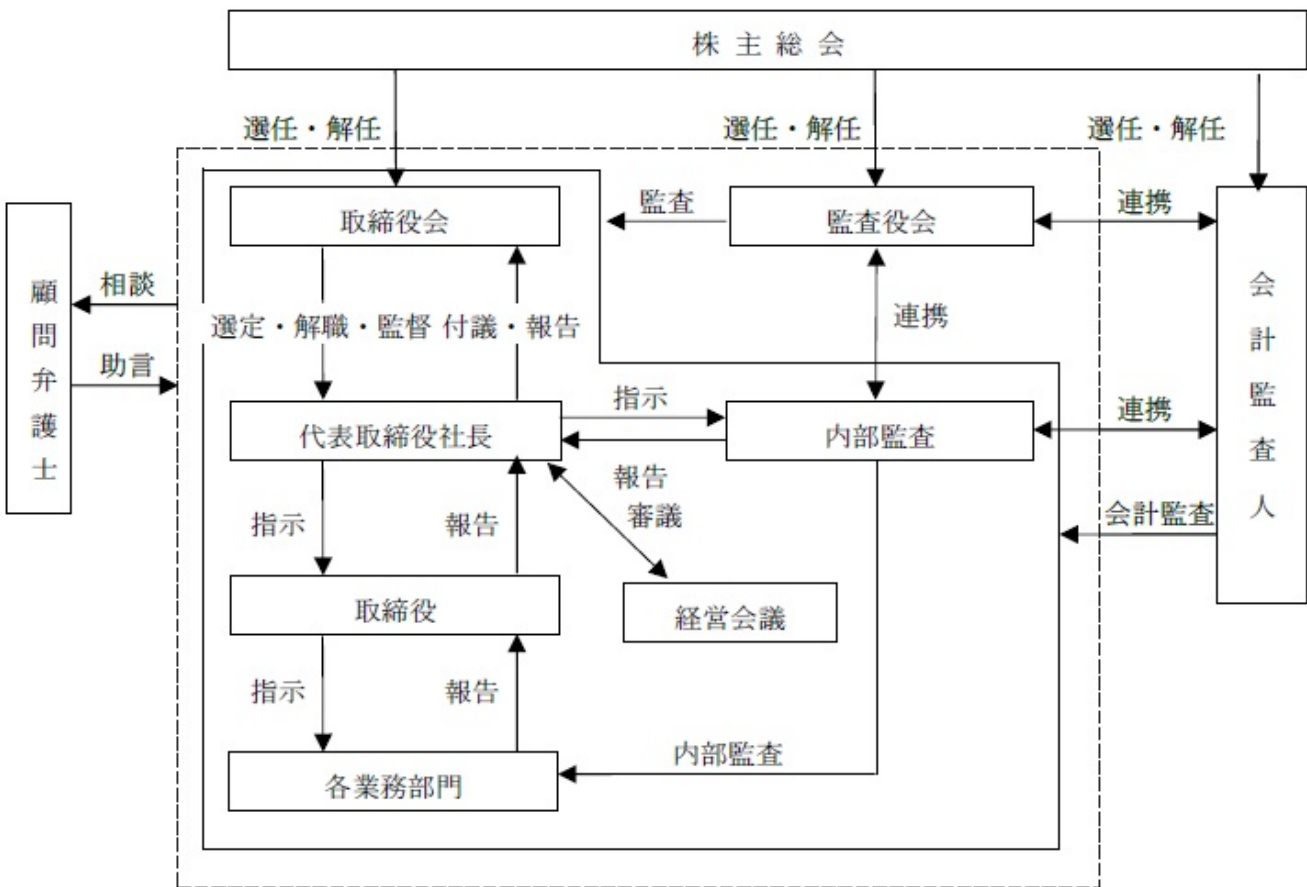 株主総会
選任・解任
選任・解任
選任・解任
取締役会
監査
監査役会
連携
会計監査人
顧問弁護士
相談
助言
選定・解職・監督
付議・報告
連携
代表取締役社長
指示
報告
内部監査
連携
審議
会計監査
指示
報告
取締役
経営会議
指示
報告
内部監査
各業務部門